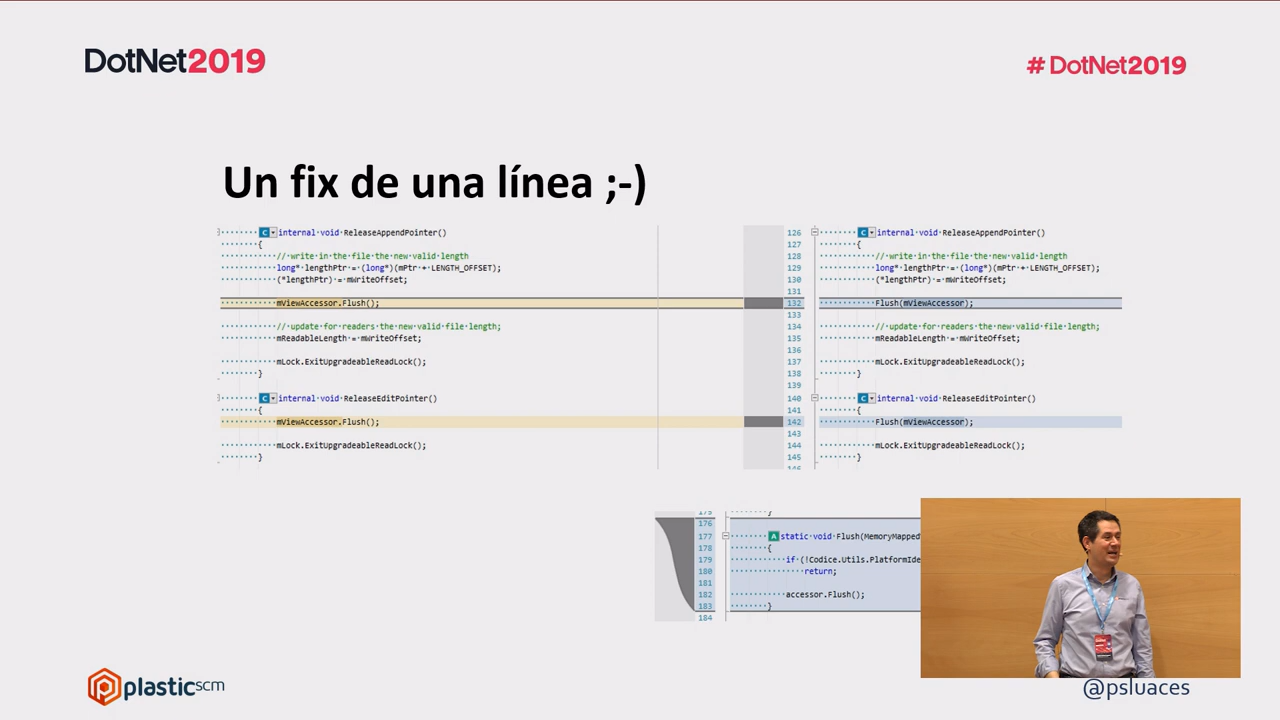 DotNet2019
# DotNet2019
Un fix de una línea ;-)
internal void ReleaseAppendPointer()
{
// write in the file the new valid length
long* lengthPtr = (long*)(mPtr + LENGTH_OFFSET);
(*lengthPtr) = mWriteOffset;
mViewAccessor.Flush();
// update for readers the new valid file length;
mReadableLength = mWriteOffset;
mLock.ExitUpgradeableReadLock();
}
internal void ReleaseEditPointer()
{
mViewAccessor.Flush();
mLock.ExitUpgradeableReadLock();
}
126 internal void ReleaseAppendPointer()
127 {
128 // write in the file the new valid length
129 long* lengthPtr = (long*)(mPtr + LENGTH_OFFSET);
130 (*lengthPtr) = mWriteOffset;
131
132 Flush(mViewAccessor);
133
134 // update for readers the new valid file length;
135 mReadableLength = mWriteOffset;
136
137 mLock.ExitUpgradeableReadLock();
138 }
139
140 internal void ReleaseEditPointer()
141 {
142 Flush(mViewAccessor);
143
144 mLock.ExitUpgradeableReadLock();
145 }
146
175 }
176
177 static void Flush(MemoryMapped
178 {
179 if (!Codice.Utils.PlatformIde
180 return;
181
182 accessor.Flush();
183 }
184
plasticscm
@psluaces